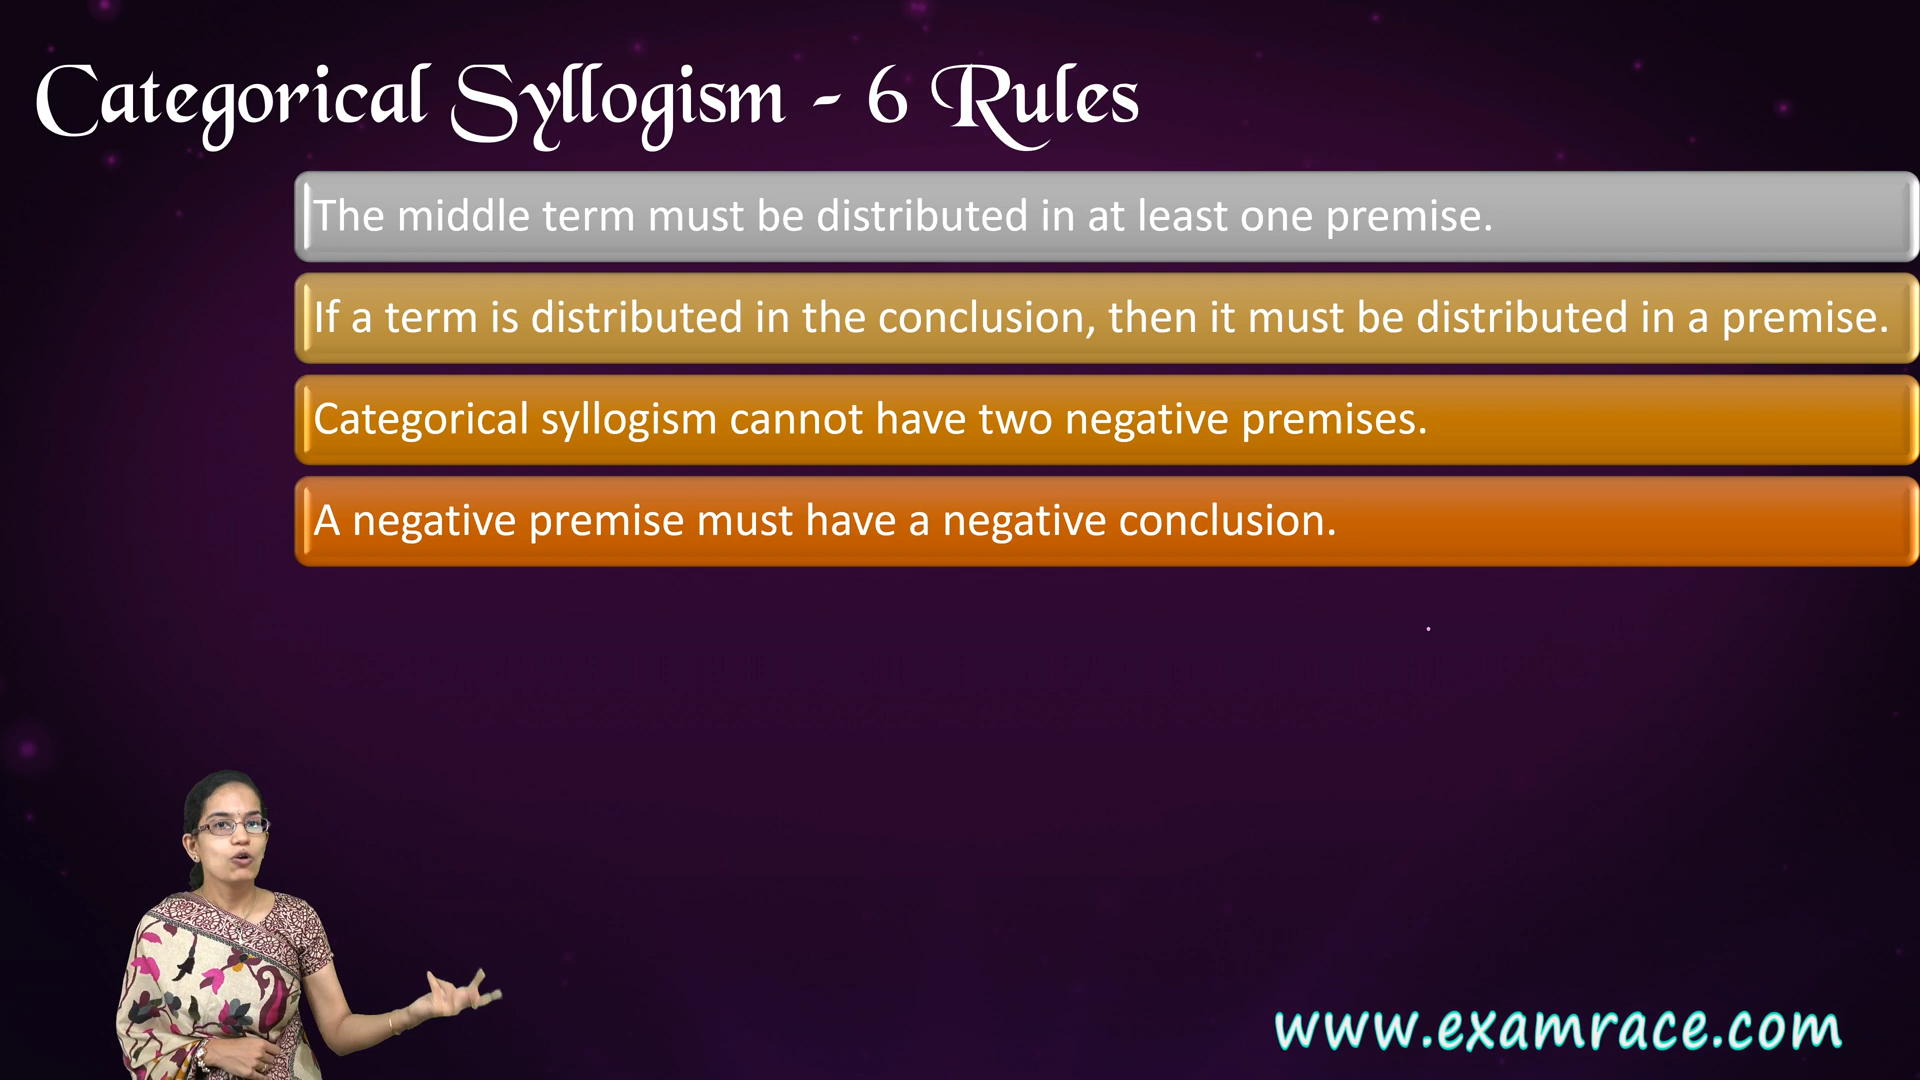 Categorical Syllogism - 6 Rules
The middle term must be distributed in at least one premise.
If a term is distributed in the conclusion, then it must be distributed in a premise.
Categorical syllogism cannot have two negative premises.
A negative premise must have a negative conclusion.
www.examrace.com